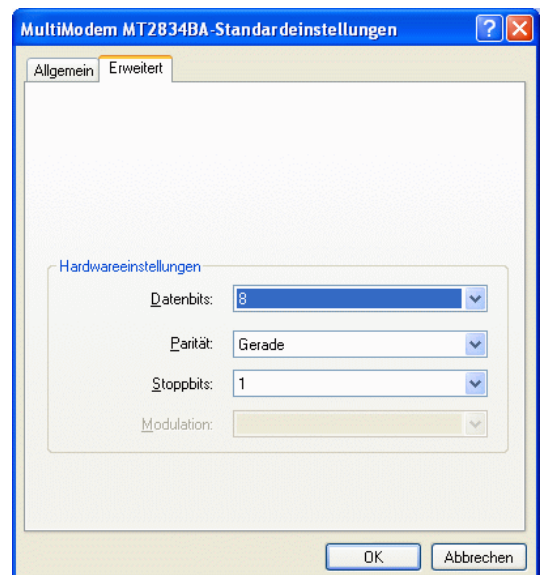 MultiModem MT2834BA-Standardeinstellungen
Allgemein Erweitert
Hardwareeinstellungen
Datenbits: 8
Parität: Gerade
Stoppbits: 1
Modulation:
OK Abbrechen